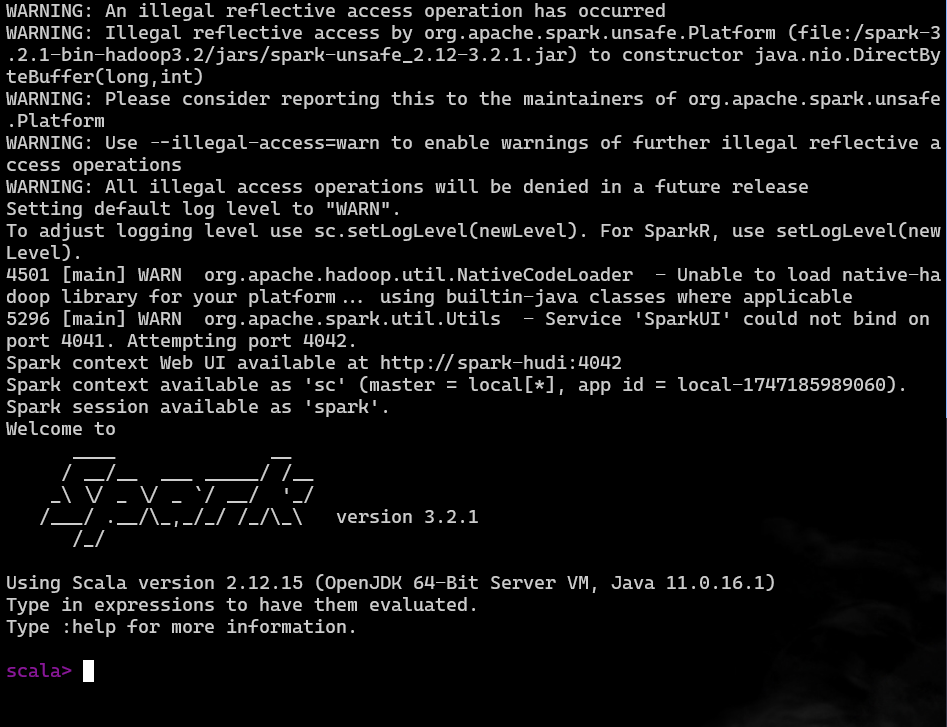 WARNING: An illegal reflective access operation has occurred
WARNING: Illegal reflective access by org.apache.spark.unsafe.Platform (file:/spark-3
.2.1-bin-hadoop3.2/jars/spark-unsafe_2.12-3.2.1.jar) to constructor java.nio.DirectBy
teBuffer(long,int)
WARNING: Please consider reporting this to the maintainers of org.apache.spark.unsafe
.Platform
WARNING: Use --illegal-access=warn to enable warnings of further illegal reflective a
ccess operations
WARNING: All illegal access operations will be denied in a future release
Setting default log level to "WARN".
To adjust logging level use sc.setLogLevel(newLevel). For SparkR, use setLogLevel(new
Level).
4501 [main] WARN  org.apache.hadoop.util.NativeCodeLoader  - Unable to load native-ha
doop library for your platform... using builtin-java classes where applicable
5296 [main] WARN  org.apache.spark.util.Utils  - Service 'SparkUI' could not bind on
port 4041. Attempting port 4042.
Spark context Web UI available at http://spark-hudi:4042
Spark context available as 'sc' (master = local[*], app id = local-1747185989060).
Spark session available as 'spark'.
Welcome to
      ____              __
     / __/__  ___ _____/ /__
    _\ \/ _ \/ _ `/ __/  '_/
   /___/ .__/\_,_/_/ /_/\_\   version 3.2.1
      /_/
Using Scala version 2.12.15 (OpenJDK 64-Bit Server VM, Java 11.0.16.1)
Type in expressions to have them evaluated.
Type :help for more information.
scala>